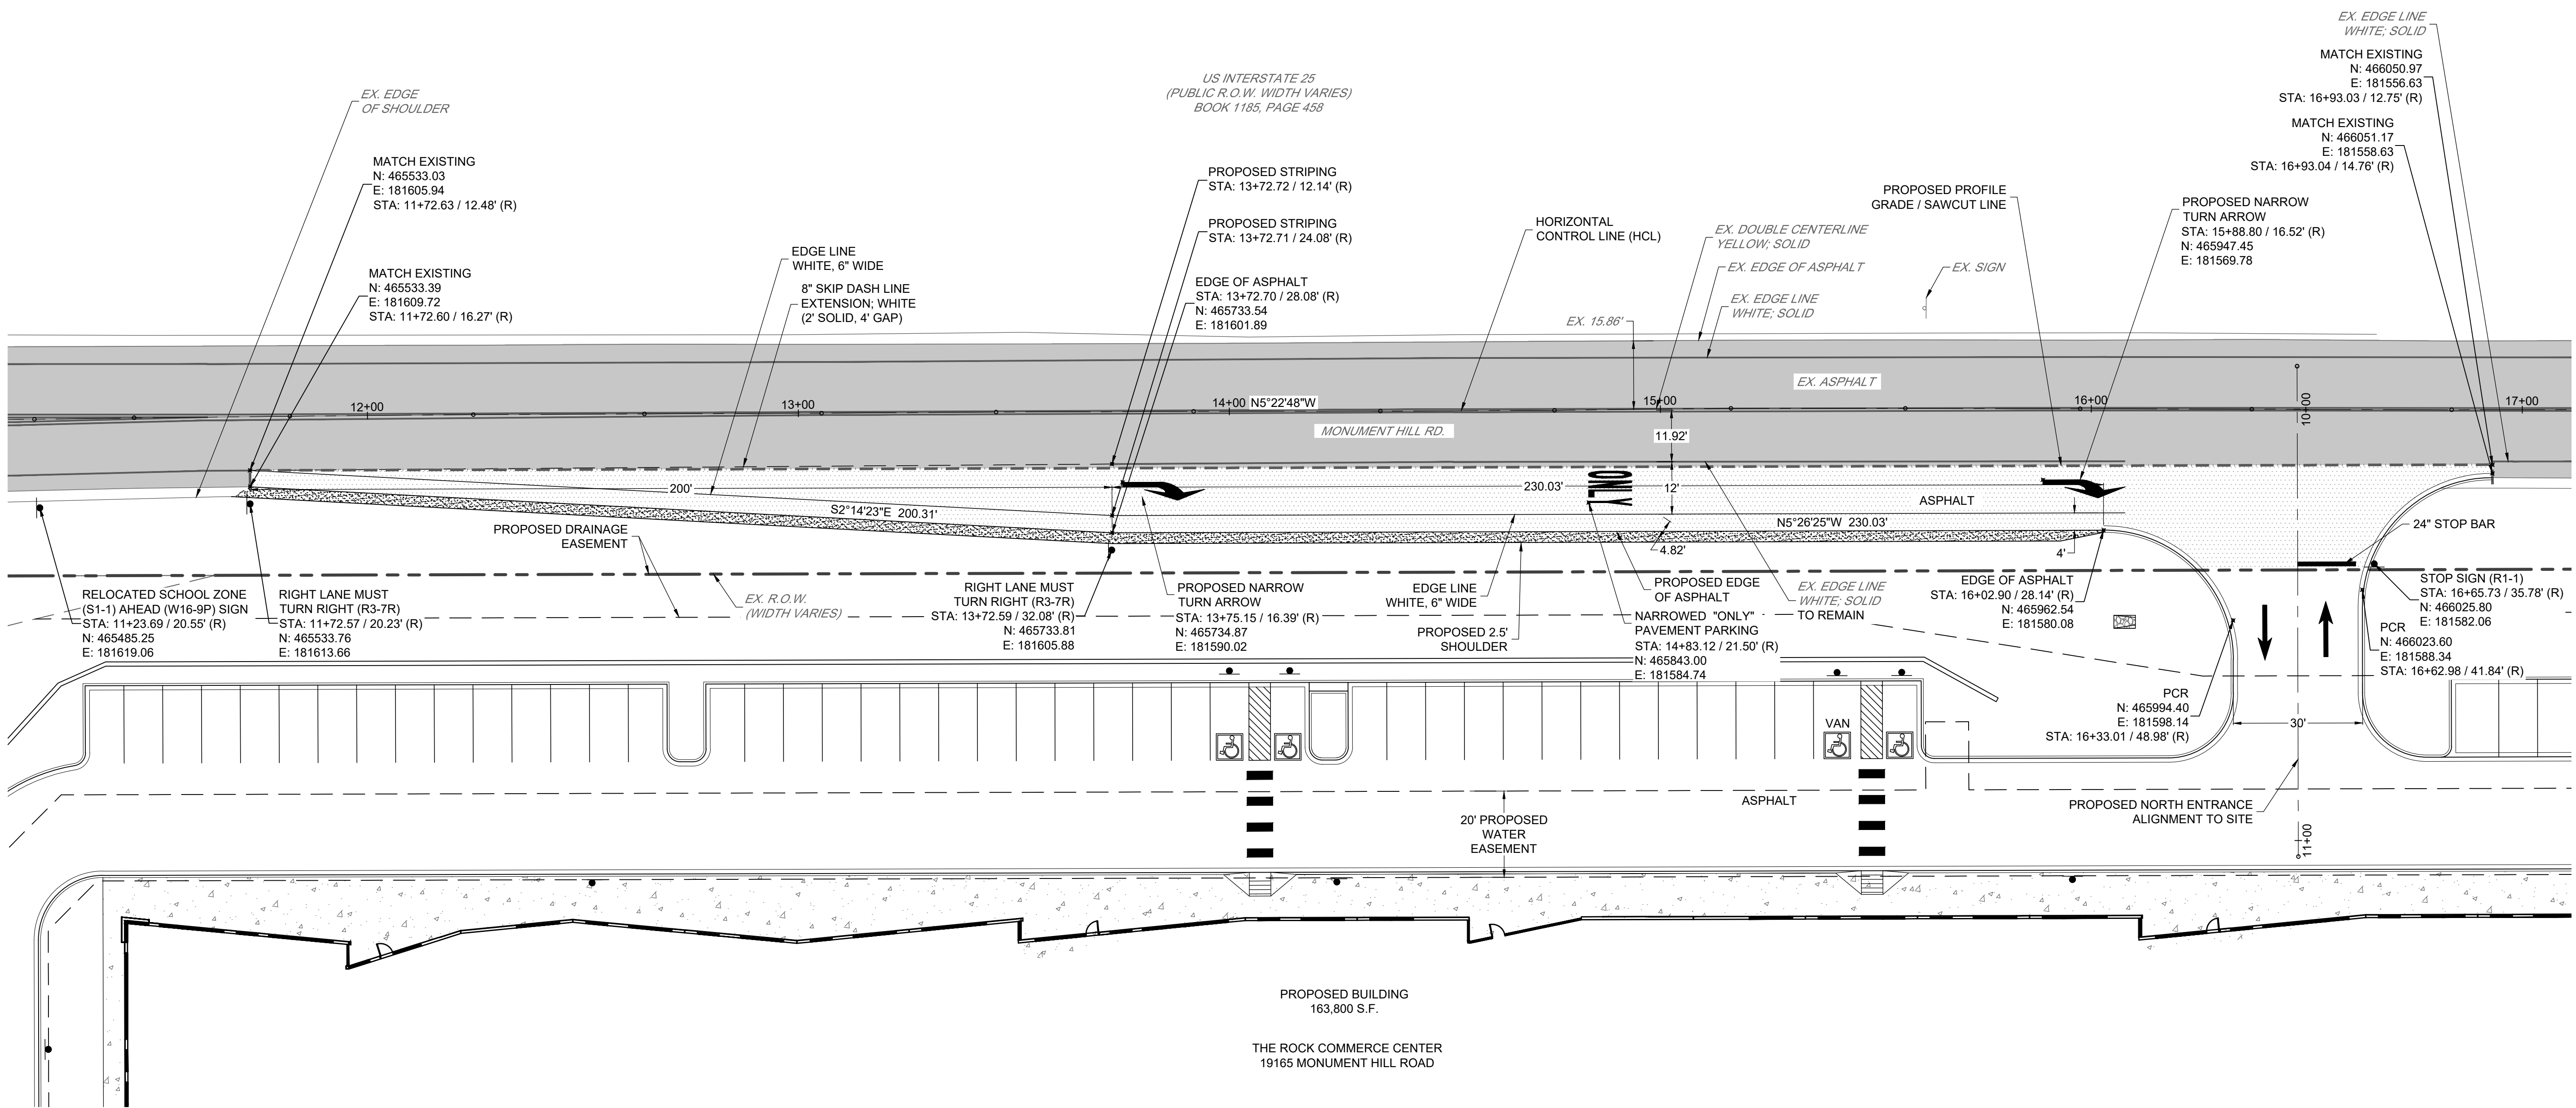 EX. EDGE LINE
WHITE; SOLID
MATCH EXISTING
N: 466050.97
E: 181556.63
STA: 16+93.03 / 12.75' (R)
US INTERSTATE 25
(PUBLIC R.O.W. WIDTH VARIES)
BOOK 1185, PAGE 458
EX. EDGE
OF SHOULDER
MATCH EXISTING
N: 466051.17
E: 181558.63
STA: 16+93.04 / 14.76' (R)
MATCH EXISTING
N: 465533.03
E: 181605.94
STA: 11+72.63 / 12.48' (R)
PROPOSED STRIPING
STA: 13+72.72 / 12.14' (R)
PROPOSED PROFILE
GRADE / SAWCUT LINE
PROPOSED NARROW
TURN ARROW
STA: 15+88.80 / 16.52' (R)
N: 465947.45
E: 181569.78
PROPOSED STRIPING
STA: 13+72.71 / 24.08' (R)
HORIZONTAL
CONTROL LINE (HCL)
EX. DOUBLE CENTERLINE
YELLOW; SOLID
EDGE LINE
WHITE, 6" WIDE
EX. EDGE OF ASPHALT
EX. SIGN
MATCH EXISTING
N: 465533.39
E: 181609.72
STA: 11+72.60 / 16.27' (R)
8" SKIP DASH LINE
EXTENSION; WHITE
(2' SOLID, 4' GAP)
EDGE OF ASPHALT
STA: 13+72.70 / 28.08' (R)
N: 465733.54
E: 181601.89
EX. EDGE LINE
WHITE; SOLID
EX. 15.86'
EX. ASPHALT
12+00
13+00
14+00
N5°22'48"W
15+00
16+00
10+00
17+00
MONUMENT HILL RD.
11.92'
200'
230.03'
ONLY
12'
ASPHALT
S2°14'23"E 200.31'
N5°26'25"W 230.03'
24" STOP BAR
PROPOSED DRAINAGE
EASEMENT
4.82'
4'
RELOCATED SCHOOL ZONE
(S1-1) AHEAD (W16-9P) SIGN
STA: 11+23.69 / 20.55' (R)
N: 465485.25
E: 181619.06
RIGHT LANE MUST
TURN RIGHT (R3-7R)
STA: 11+72.57 / 20.23' (R)
N: 465533.76
E: 181613.66
EX. R.O.W.
(WIDTH VARIES)
RIGHT LANE MUST
TURN RIGHT (R3-7R)
STA: 13+72.59 / 32.08' (R)
N: 465733.81
E: 181605.88
PROPOSED NARROW
TURN ARROW
STA: 13+75.15 / 16.39' (R)
N: 465734.87
E: 181590.02
EDGE LINE
WHITE, 6" WIDE
PROPOSED 2.5'
SHOULDER
PROPOSED EDGE
OF ASPHALT
NARROWED "ONLY"
PAVEMENT PARKING
STA: 14+83.12 / 21.50' (R)
N: 465843.00
E: 181584.74
EX. EDGE LINE
WHITE; SOLID
TO REMAIN
EDGE OF ASPHALT
STA: 16+02.90 / 28.14' (R)
N: 465962.54
E: 181580.08
STOP SIGN (R1-1)
STA: 16+65.73 / 35.78' (R)
N: 466025.80
E: 181582.06
PCR
N: 466023.60
E: 181588.34
STA: 16+62.98 / 41.84' (R)
PCR
N: 465994.40
E: 181598.14
STA: 16+33.01 / 48.98' (R)
30'
VAN
ASPHALT
20' PROPOSED
WATER
EASEMENT
PROPOSED NORTH ENTRANCE
ALIGNMENT TO SITE
11+00
PROPOSED BUILDING
163,800 S.F.
THE ROCK COMMERCE CENTER
19165 MONUMENT HILL ROAD